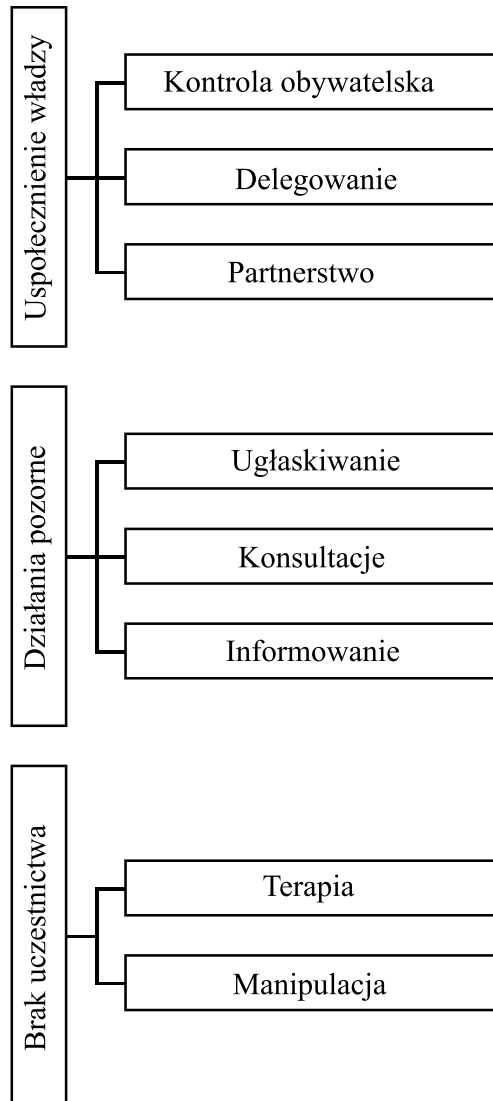 Uspołecznienie władzy
Kontrola obywatelska
Delegowanie
Partnerstwo
Działania pozorne
Ugłaskiwanie
Konsultacje
Informowanie
Brak uczestnictwa
Terapia
Manipulacja